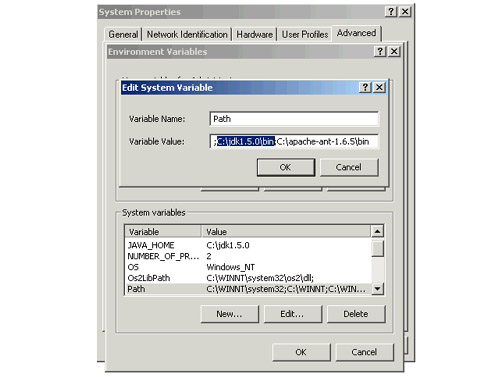 System Properties
General Network Identification Hardware User Profiles Advanced
Environment Variables
Edit System Variable
Variable Name: Path
Variable Value: ;C:\jdk1.5.0\bin;C:\apache-ant-1.6.5\bin
OK Cancel
System variables
Variable Value
JAVA_HOME C:\jdk1.5.0
NUMBER_OF_PR... 2
OS Windows_NT
Os2LibPath C:\WINNT\system32\os2\dll;
Path C:\WINNT\system32;C:\WINNT;C:\WIN...
New... Edit... Delete
OK Cancel